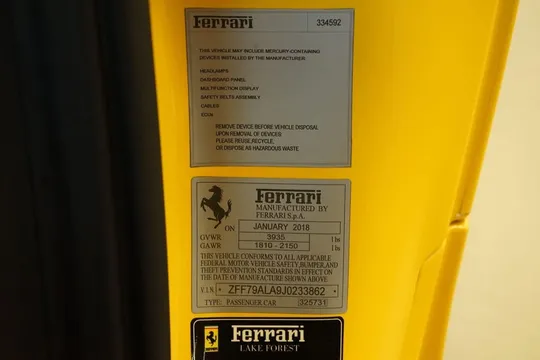 Ferrari 334592
THIS VEHICLE MAY INCLUDE MERCURY-CONTAINING
DEVICES INSTALLED BY THE MANUFACTURER:
HEADLAMPS
DASHBOARD PANEL
MULTIFUNCTION DISPLAY
SAFETY BELTS ASSEMBLY
CABLES
REMOVE DEVICE BEFORE VEHICLE DISPOSAL
UPON REMOVAL OF DEVICES
PLEASE REUSE,RECYCLE,
OR DISPOSE AS HAZARDOUS WASTE
Ferrari
MANUFACTURED BY
FERRARI S.p.A.
ON JANUARY 2018
GVWR 3935 lbs
GAWR 1810 - 2150 lbs
THIS VEHICLE CONFORMS TO ALL APPLICABLE
FEDERAL MOTOR VEHICLE SAFETY, BUMPER, AND
THEFT PREVENTION STANDARDS IN EFFECT ON
THE DATE OF MANUFACTURE SHOWN ABOVE.
V.I.N. * ZFF79ALA9J0233862 *
TYPE: PASSENGER CAR 325731
Ferrari
LAKE FOREST